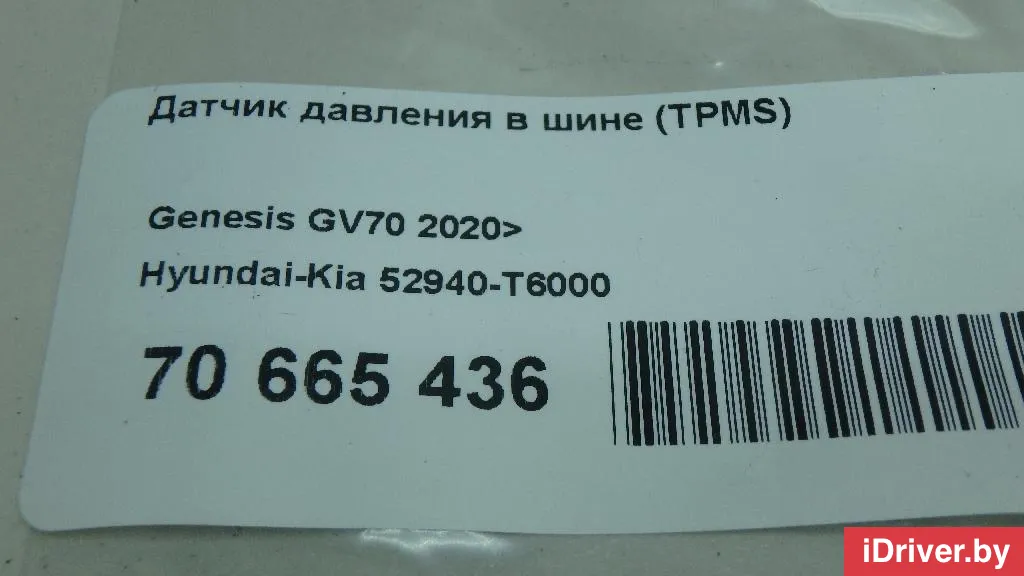 Датчик давления в шине (TPMS)
Genesis GV70 2020>
Hyundai-Kia 52940-T6000
70 665 436
iDriver.by